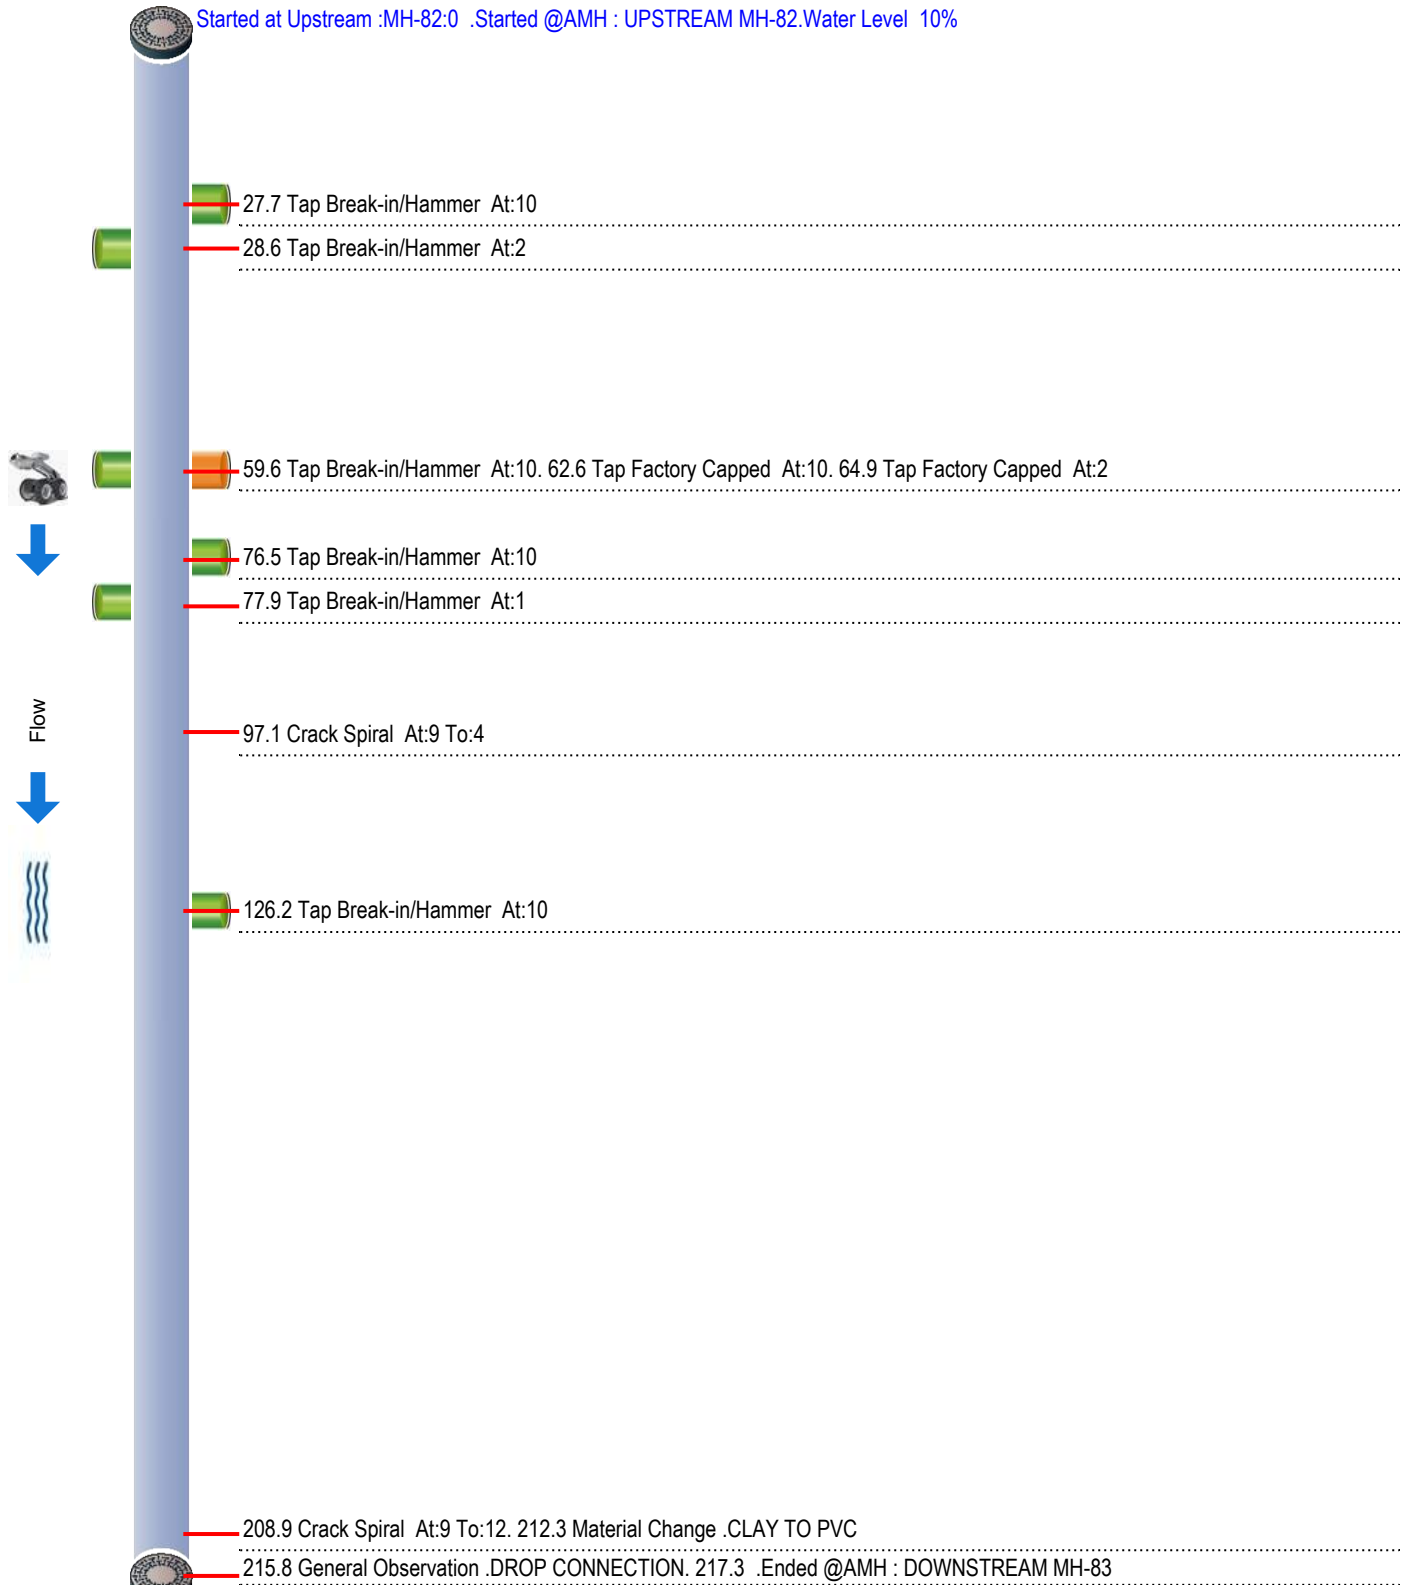 Started at Upstream :MH-82:0 .Started @AMH : UPSTREAM MH-82.Water Level 10%
27.7 Tap Break-in/Hammer At:10
28.6 Tap Break-in/Hammer At:2
59.6 Tap Break-in/Hammer At:10. 62.6 Tap Factory Capped At:10. 64.9 Tap Factory Capped At:2
76.5 Tap Break-in/Hammer At:10
77.9 Tap Break-in/Hammer At:1
Flow
97.1 Crack Spiral At:9 To:4
126.2 Tap Break-in/Hammer At:10
208.9 Crack Spiral At:9 To:12. 212.3 Material Change .CLAY TO PVC
215.8 General Observation .DROP CONNECTION. 217.3 .Ended @AMH : DOWNSTREAM MH-83